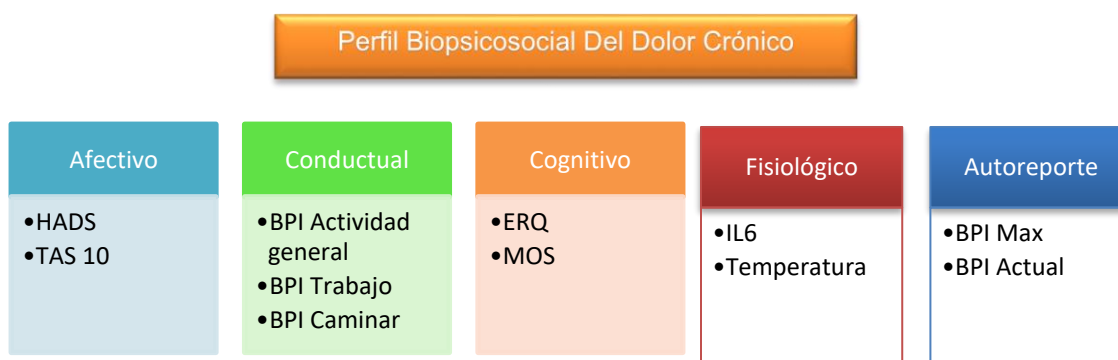 Perfil Biopsicosocial Del Dolor Crónico
Afectivo
•HADS
•TAS 10
Conductual
•BPI Actividad
general
•BPI Trabajo
•BPI Caminar
Cognitivo
•ERQ
•MOS
Fisiológico
•IL6
•Temperatura
Autoreporte
•BPI Max
•BPI Actual